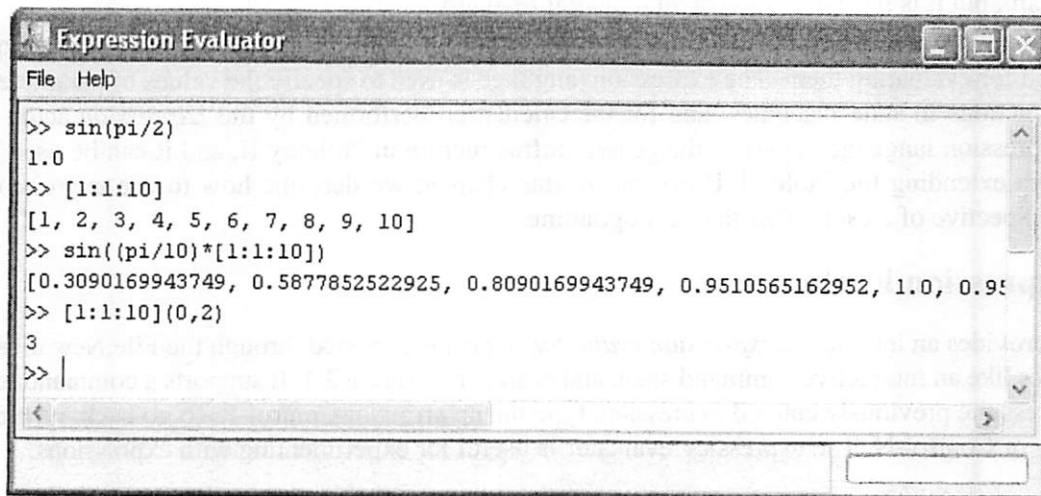 Expression Evaluator
File Help
>> sin(pi/2)
1.0
>> [1:1:10]
[1, 2, 3, 4, 5, 6, 7, 8, 9, 10]
>> sin((pi/10)*[1:1:10])
[0.3090169943749, 0.5877852522925, 0.8090169943749, 0.9510565162952, 1.0, 0.95
>> [1:1:10](0,2)
3
>>